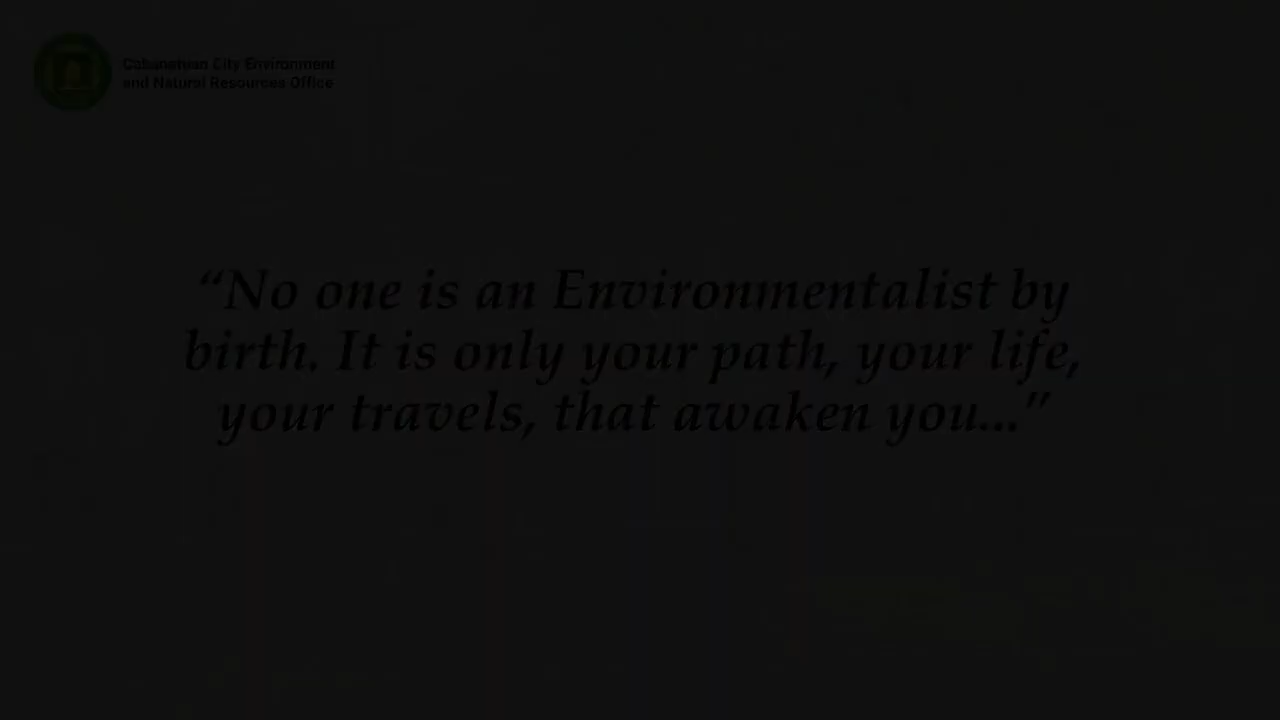 Cabanatuan City Environment
and Natural Resources Office
“No one is an Environmentalist by
birth. It is only your path, your life,
your travels, that awaken you...”